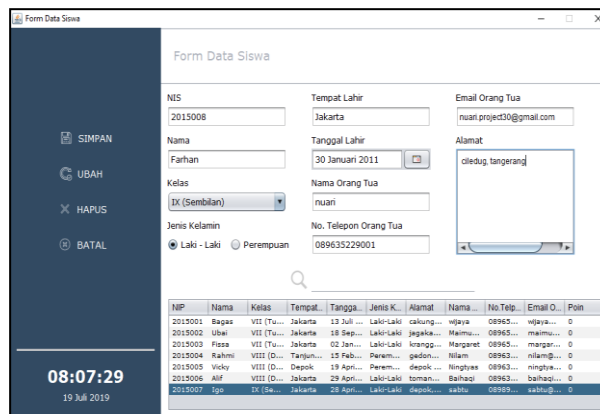 Form Data Siswa
Form Data Siswa
SIMPAN
UBAH
HAPUS
BATAL
08:07:29
19 Juli 2019
NIS
2015008
Nama
Farhan
Kelas
IX (Sembilan)
Jenis Kelamin
Laki - Laki Perempuan
Tempat Lahir
Jakarta
Tanggal Lahir
30 Januari 2011
Nama Orang Tua
nuari
No. Telepon Orang Tua
089635229001
Email Orang Tua
nuari.project30@gmail.com
Alamat
ciledug, tangerang
NIP Nama Kelas Tempat... Tangga... Jenis K... Alamat Nama ... No.Telp... Email O... Poin
2015001 Bagas VII (Tu... Jakarta 13 Juli ... Laki-Laki cakung... wijaya 08965... wijaya... 0
2015002 Ubai VII (Tu... Jakarta 18 Sep... Laki-Laki jagaka... Maimu... 08965... maimu... 0
2015003 Fissa VII (Tu... Jakarta 02 Jan... Laki-Laki krangg... Margaret 08965... margar... 0
2015004 Rahmi VIII (D... Tanjun... 15 Feb... Perem... gedon... Nilam 08963... nilam@... 0
2015005 Vicky VIII (D... Depok 19 Apri... Perem... depok ... Ningtyas 08963... ningtya... 0
2015006 Alif VIII (D... Jakarta 29 Apri... Laki-Laki toman... Baihaqi 08963... baihaqi... 0
2015007 Igo IX (Se... Jakarta 28 Apri... Laki-Laki depok,... sabtu 08989... sabtu@... 0